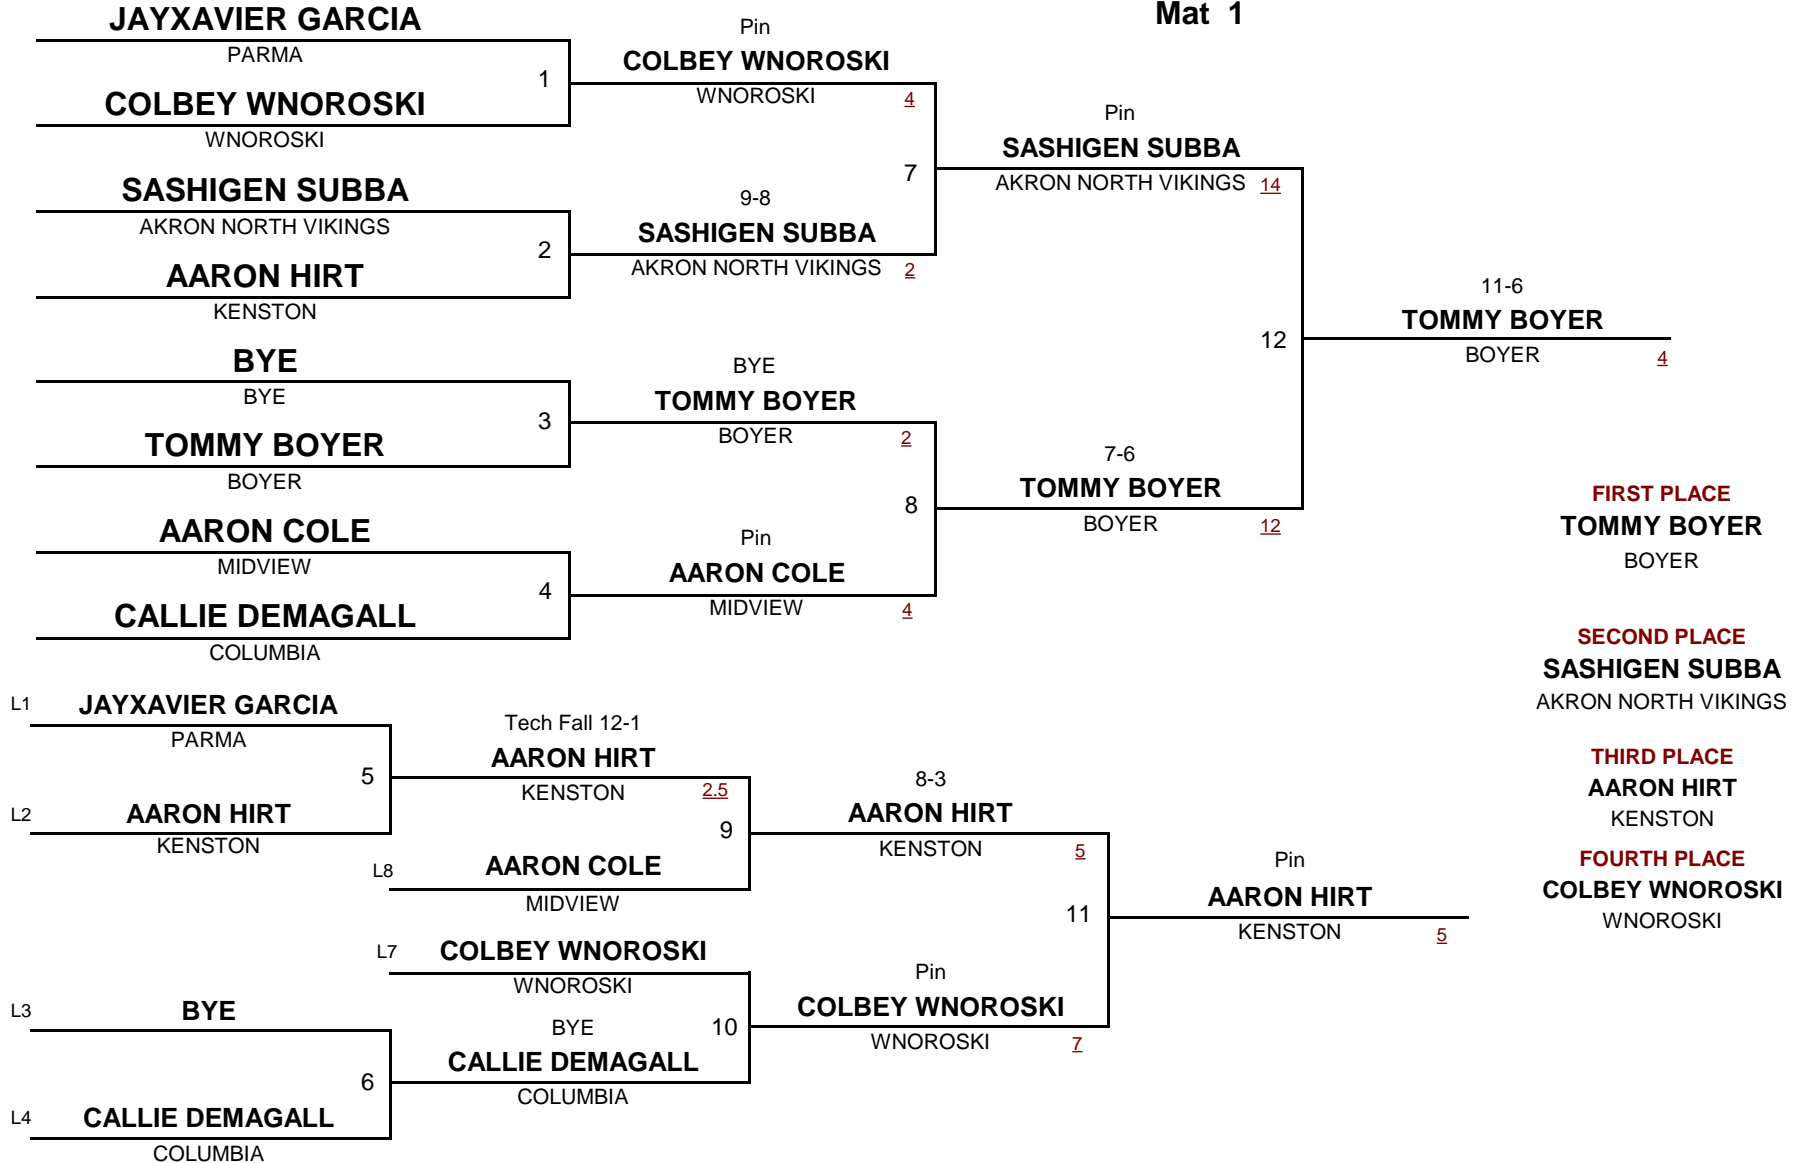 Mat 1
JAYXAVIER GARCIA
PARMA
1
COLBEY WNOROSKI
WNOROSKI
SASHIGEN SUBBA
AKRON NORTH VIKINGS
2
AARON HIRT
KENSTON
BYE
BYE
3
TOMMY BOYER
BOYER
AARON COLE
MIDVIEW
4
CALLIE DEMAGALL
COLUMBIA
Pin
COLBEY WNOROSKI
WNOROSKI 4
7
9-8
SASHIGEN SUBBA
AKRON NORTH VIKINGS 2
BYE
TOMMY BOYER
BOYER 2
8
Pin
AARON COLE
MIDVIEW 4
Pin
SASHIGEN SUBBA
AKRON NORTH VIKINGS 14
12
7-6
TOMMY BOYER
BOYER 12
11-6
TOMMY BOYER
BOYER 4
L1 JAYXAVIER GARCIA
PARMA
5
L2 AARON HIRT
KENSTON
L3 BYE
6
L4 CALLIE DEMAGALL
COLUMBIA
Tech Fall 12-1
AARON HIRT
KENSTON 2.5
9
L8 AARON COLE
MIDVIEW
L7 COLBEY WNOROSKI
WNOROSKI
BYE 10
CALLIE DEMAGALL
COLUMBIA
8-3
AARON HIRT
KENSTON 5
11
Pin
COLBEY WNOROSKI
WNOROSKI 7
Pin
AARON HIRT
KENSTON 5
FIRST PLACE
TOMMY BOYER
BOYER
SECOND PLACE
SASHIGEN SUBBA
AKRON NORTH VIKINGS
THIRD PLACE
AARON HIRT
KENSTON
FOURTH PLACE
COLBEY WNOROSKI
WNOROSKI